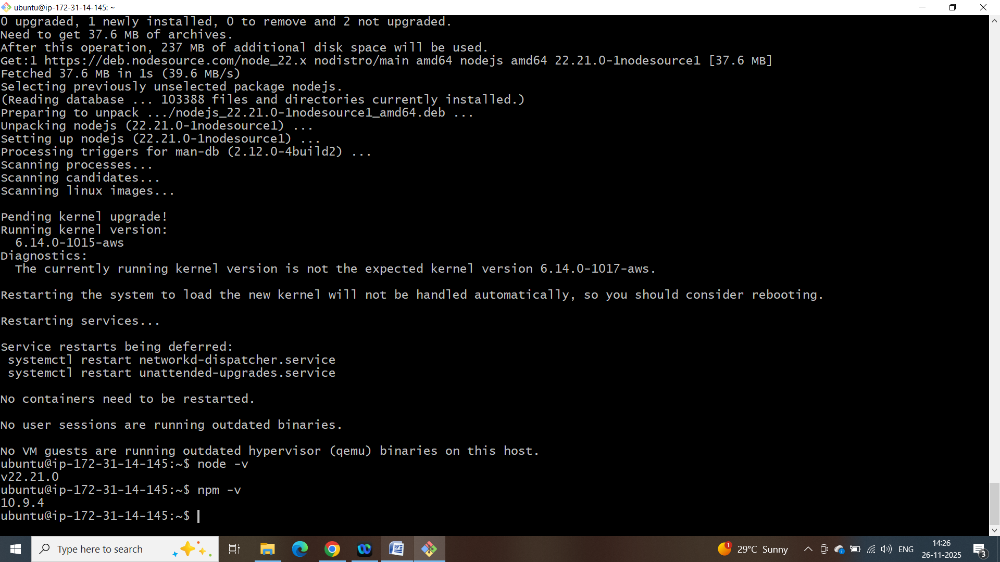 ubuntu@ip-172-31-14-145: ~
0 upgraded, 1 newly installed, 0 to remove and 2 not upgraded.
Need to get 37.6 MB of archives.
After this operation, 237 MB of additional disk space will be used.
Get:1 https://deb.nodesource.com/node_22.x nodistro/main amd64 nodejs amd64 22.21.0-1nodesource1 [37.6 MB]
Fetched 37.6 MB in 1s (39.6 MB/s)
Selecting previously unselected package nodejs.
(Reading database ... 103388 files and directories currently installed.)
Preparing to unpack .../nodejs_22.21.0-1nodesource1_amd64.deb ...
Unpacking nodejs (22.21.0-1nodesource1) ...
Setting up nodejs (22.21.0-1nodesource1) ...
Processing triggers for man-db (2.12.0-4build2) ...
Scanning processes...
Scanning candidates...
Scanning linux images...
Pending kernel upgrade!
Running kernel version:
  6.14.0-1015-aws
Diagnostics:
  The currently running kernel version is not the expected kernel version 6.14.0-1017-aws.
Restarting the system to load the new kernel will not be handled automatically, so you should consider rebooting.
Restarting services...
Service restarts being deferred:
 systemctl restart networkd-dispatcher.service
 systemctl restart unattended-upgrades.service
No containers need to be restarted.
No user sessions are running outdated binaries.
No VM guests are running outdated hypervisor (qemu) binaries on this host.
ubuntu@ip-172-31-14-145:~$ node -v
v22.21.0
ubuntu@ip-172-31-14-145:~$ npm -v
10.9.4
ubuntu@ip-172-31-14-145:~$
Type here to search
1
29°C Sunny
ENG
14:26
26-11-2025
3